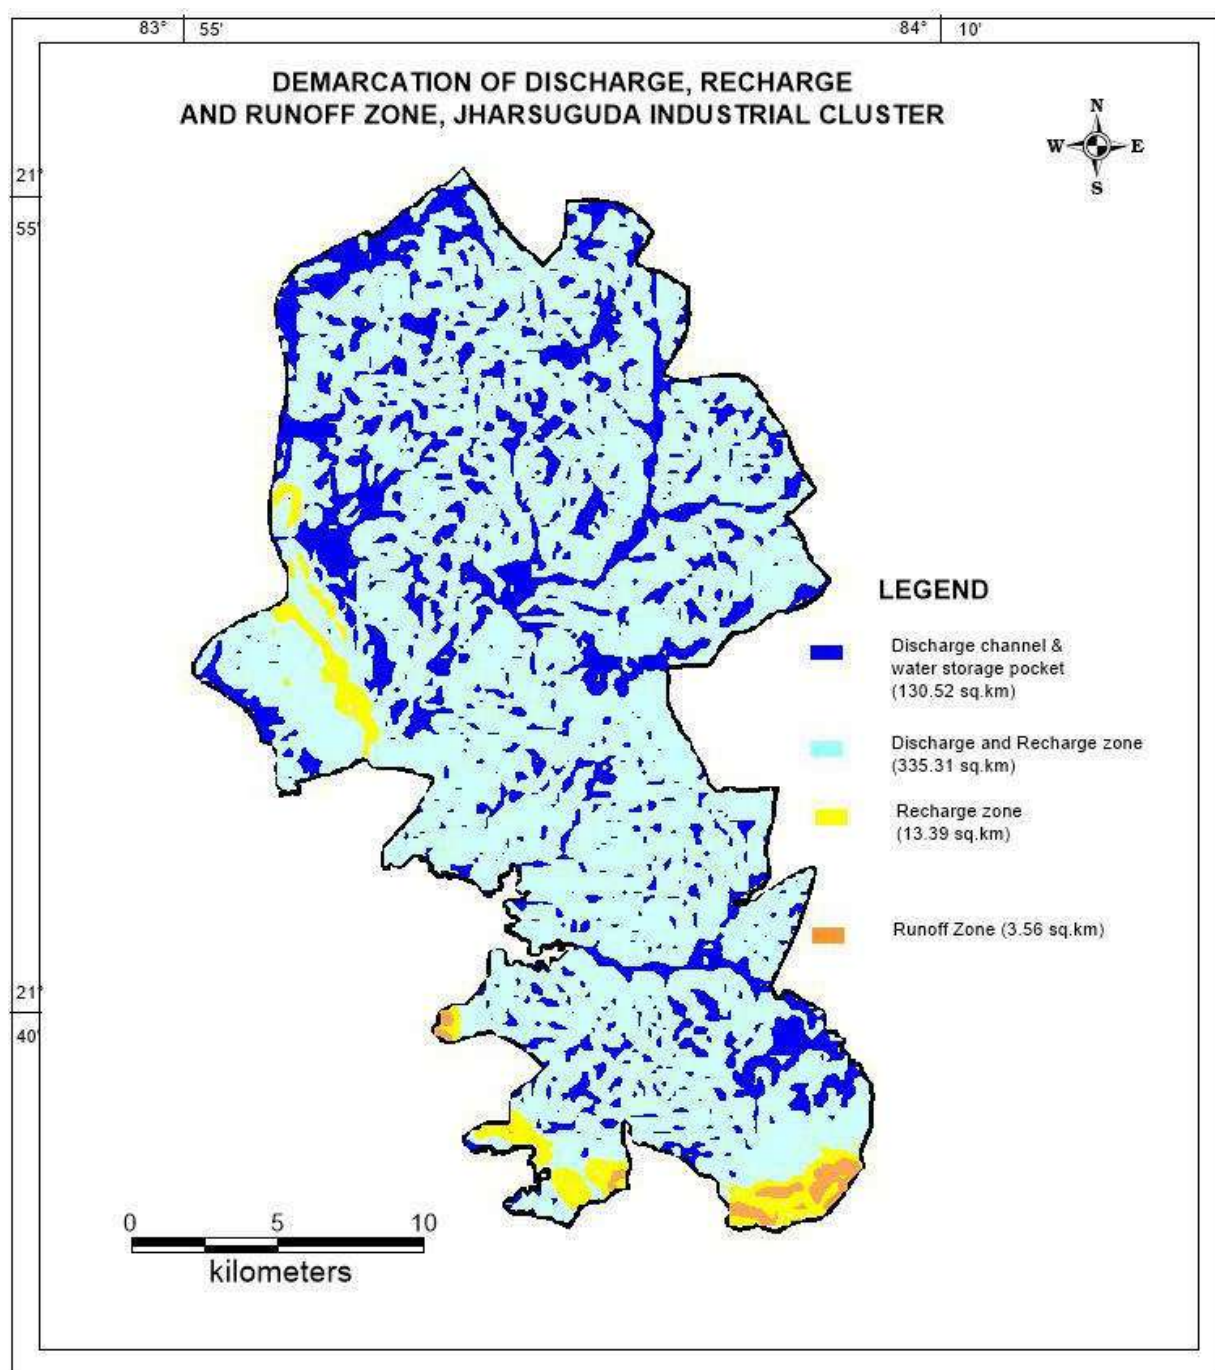 83° 55'
84° 10'
DEMARCATION OF DISCHARGE, RECHARGE
AND RUNOFF ZONE, JHARSUGUDA INDUSTRIAL CLUSTER
N
W E
S
21°
55'
LEGEND
Discharge channel &
water storage pocket
(130.52 sq.km)
Discharge and Recharge zone
(335.31 sq.km)
Recharge zone
(13.39 sq.km)
Runoff Zone (3.56 sq.km)
21°
40'
0 5 10
kilometers